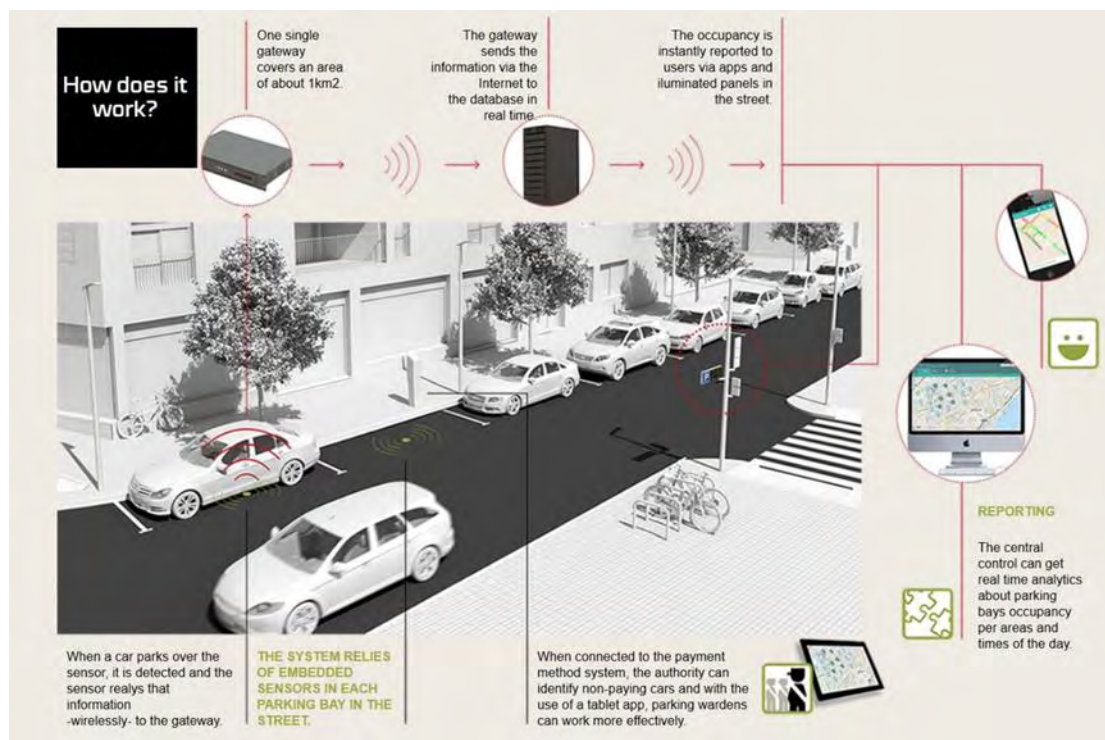 How does it
work?
One single
gateway
covers an area
of about 1km2.
The gateway
sends the
information via the
Internet to
the database in
real time.
The occupancy is
instantly reported to
users via apps and
iluminated panels in
the street.
P
REPORTING
The central
control can get
real time analytics
about parking
bays occupancy
per areas and
times of the day.
When a car parks over the
sensor, it is detected and the
sensor realys that
information
-wirelessly- to the gateway.
THE SYSTEM RELIES
OF EMBEDDED
SENSORS IN EACH
PARKING BAY IN THE
STREET.
When connected to the payment
method system, the authority can
identify non-paying cars and with the
use of a tablet app, parking wardens
can work more effectively.